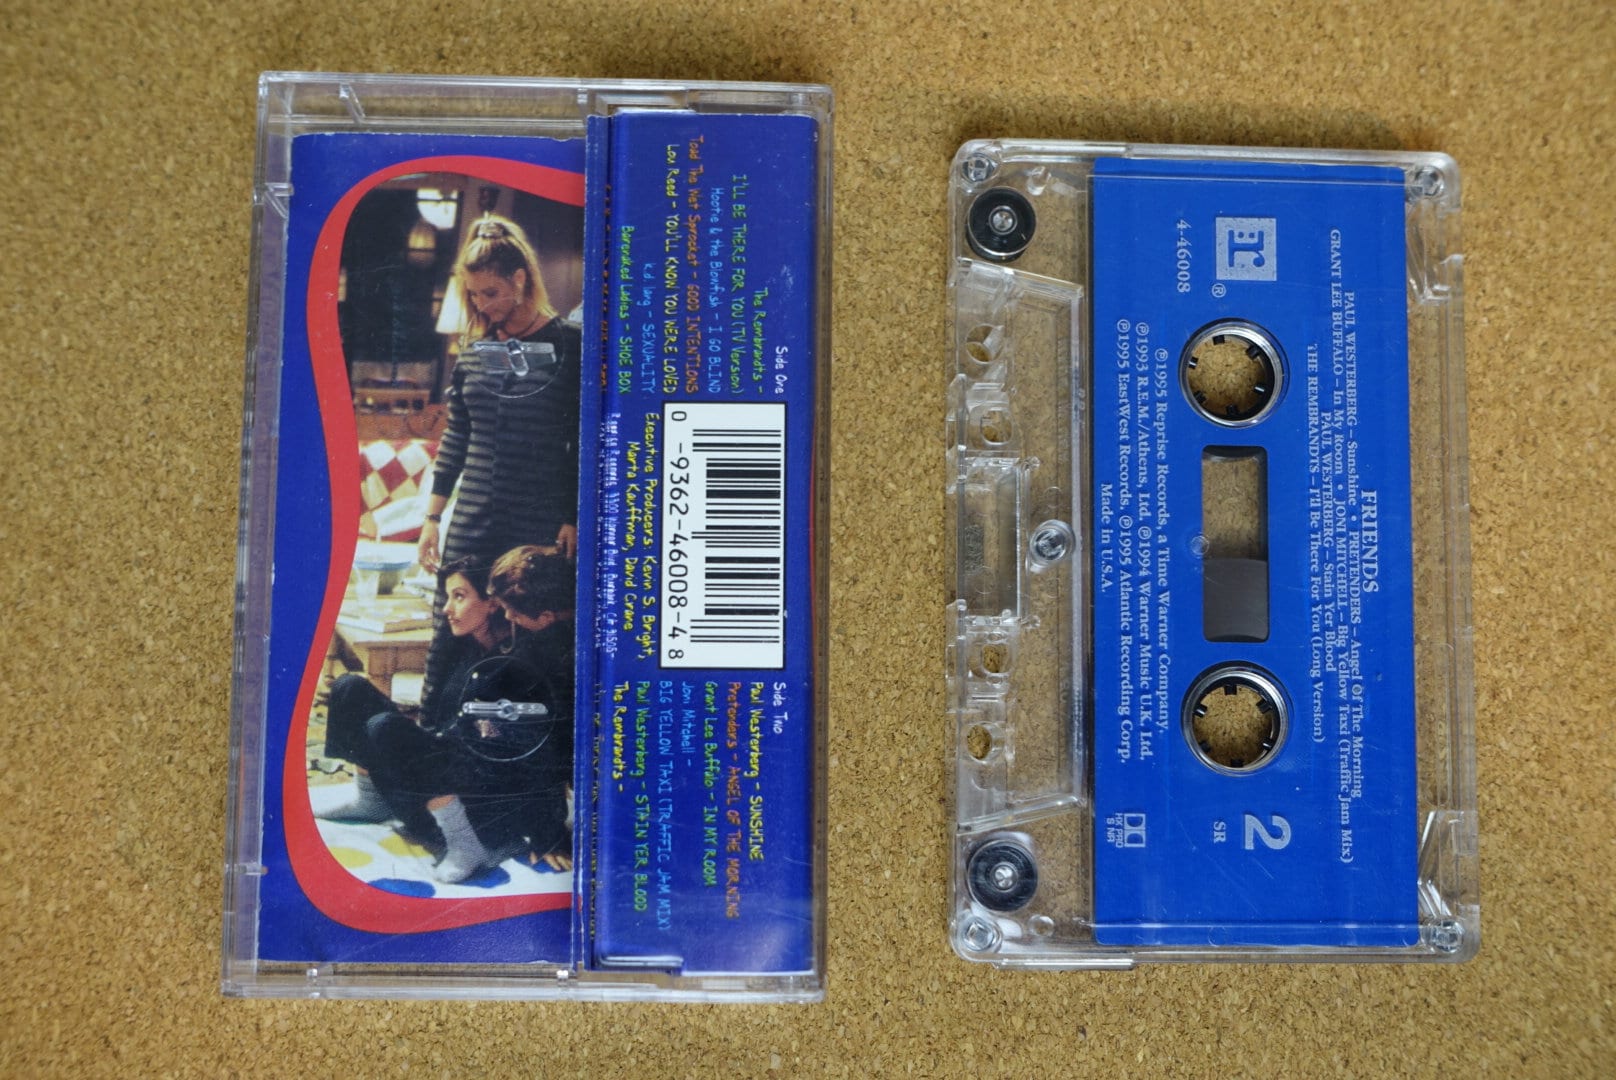 Side One
The Rembrandts -
I'LL BE THERE FOR YOU (TV Version)
Hootie & the Blowfish - I GO BLIND
Toad The Wet Sprocket - GOOD INTENTIONS
Lou Reed - YOU'LL KNOW YOU WERE LOVED
k.d. lang - SEXUALITY
Barenaked Ladies - SHOE BOX
0 -9362-46008-4 8
Executive Producers: Kevin S. Bright,
Marta Kauffman, David Crane
Side Two
Paul Westerberg - SUNSHINE
Pretenders - ANGEL OF THE MORNING
Grant Lee Buffalo - IN MY ROOM
Joni Mitchell -
BIG YELLOW TAXI (TRAFFIC JAM MIX)
Paul Westerberg - STAIN YER BLOOD
The Rembrandts -
FRIENDS
PAUL WESTERBERG – Sunshine • PRETENDERS – Angel Of The Morning
GRANT LEE BUFFALO – In My Room • JONI MITCHELL – Big Yellow Taxi (Traffic Jam Mix)
PAUL WESTERBERG – Stain Yer Blood
THE REMBRANDTS – I'll Be There For You (Long Version)
r
®
4-46008
2
SR
℗1995 Reprise Records, a Time Warner Company.
℗1993 R.E.M./Athens, Ltd. ℗1994 Warner Music U.K. Ltd.
℗1995 EastWest Records, ℗1995 Atlantic Recording Corp.
Made in U.S.A.
HX PRO
B NR